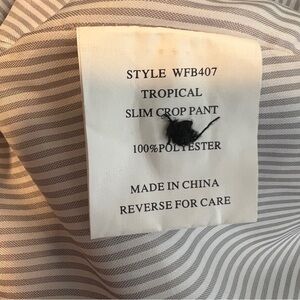 STYLE WFB407
TROPICAL
SLIM CROP PANT
100%POLYESTER
MADE IN CHINA
REVERSE FOR CARE